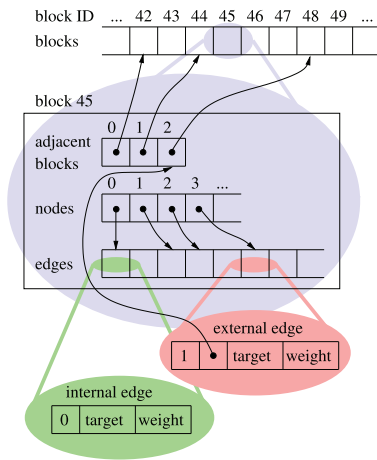 block ID ... 42 43 44 45 46 47 48 49 ...
blocks
block 45
0 1 2
adjacent
blocks
0 1 2 3 ...
nodes
edges
external edge
1 target weight
internal edge
0 target weight